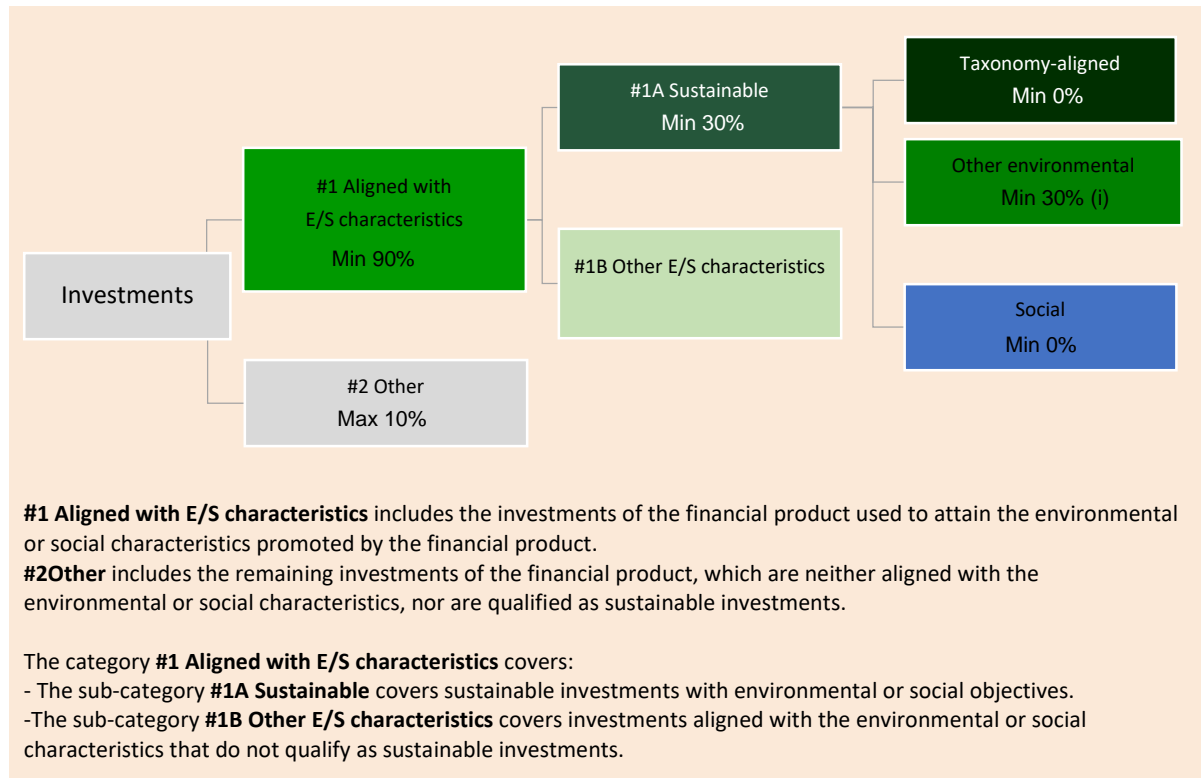 Investments
#1 Aligned with
E/S characteristics
Min 90%
#2 Other
Max 10%
#1A Sustainable
Min 30%
#1B Other E/S characteristics
Taxonomy-aligned
Min 0%
Other environmental
Min 30% (i)
Social
Min 0%
#1 Aligned with E/S characteristics includes the investments of the financial product used to attain the environmental
or social characteristics promoted by the financial product.
#2Other includes the remaining investments of the financial product, which are neither aligned with the
environmental or social characteristics, nor are qualified as sustainable investments.
The category #1 Aligned with E/S characteristics covers:
- The sub-category #1A Sustainable covers sustainable investments with environmental or social objectives.
-The sub-category #1B Other E/S characteristics covers investments aligned with the environmental or social
characteristics that do not qualify as sustainable investments.